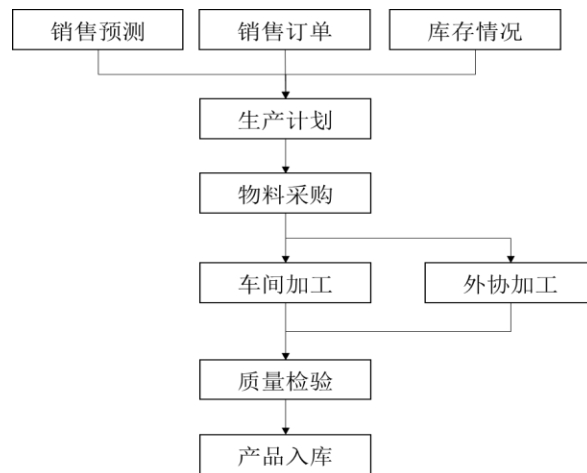 销售预测
销售订单
库存情况
生产计划
物料采购
车间加工
外协加工
质量检验
产品入库